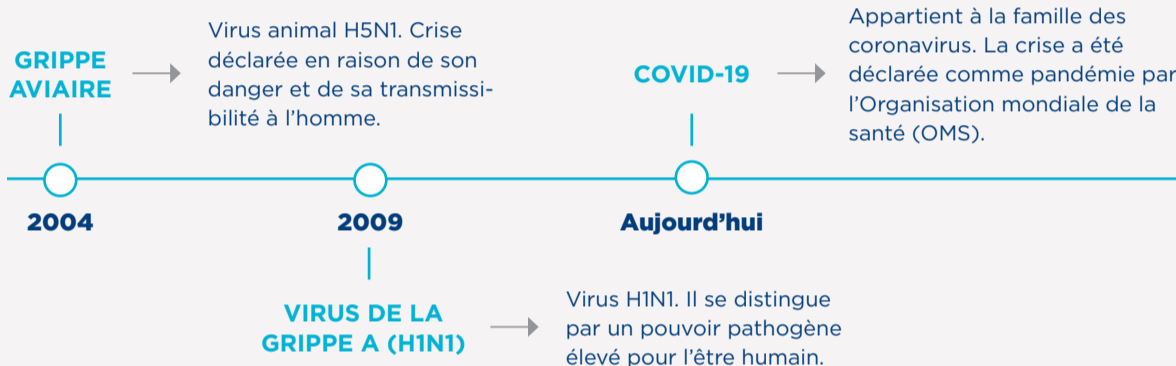 GRIPPE
AVIAIRE
Virus animal H5N1. Crise
déclarée en raison de son
danger et de sa transmissi-
bilité à l'homme.
COVID-19
Appartient à la famille des
coronavirus. La crise a été
déclarée comme pandémie par
l'Organisation mondiale de la
santé (OMS).
2004
2009
Aujourd'hui
VIRUS DE LA
GRIPPE A (H1N1)
Virus H1N1. Il se distingue
par un pouvoir pathogène
élevé pour l'être humain.